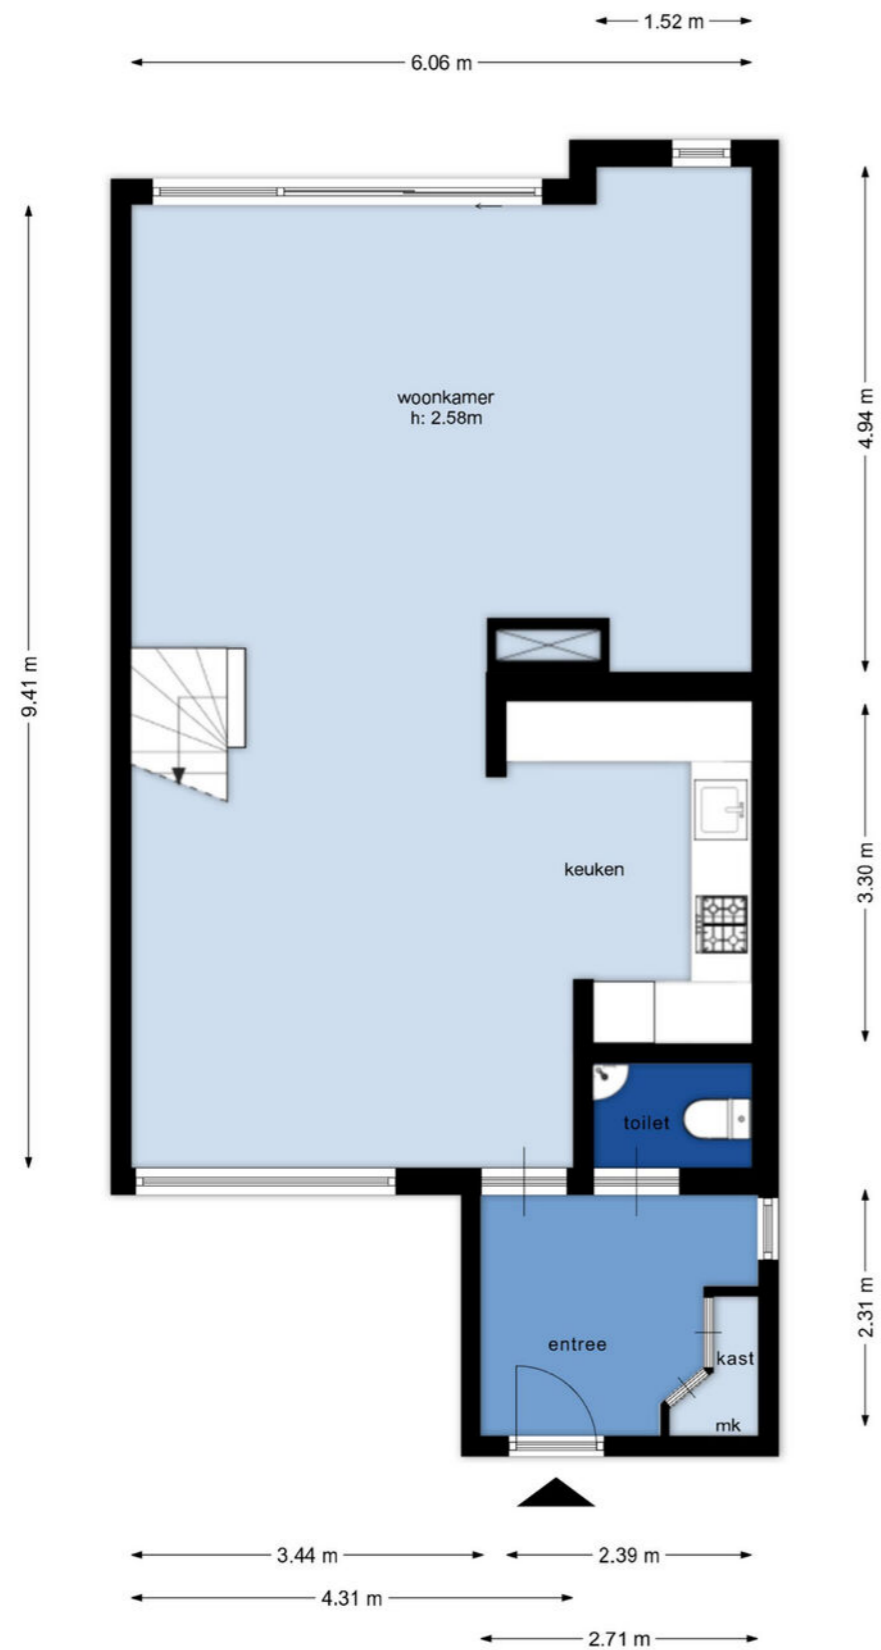 1.52 m
6.06 m
woonkamer
h: 2.58m
4.94 m
9.41 m
keuken
3.30 m
toilet
entree
2.31 m
kast
mk
3.44 m
2.39 m
4.31 m
2.71 m